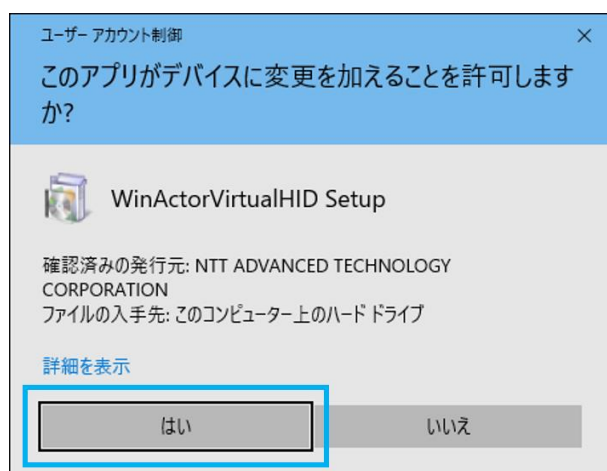 ユーザー アカウント制御
このアプリがデバイスに変更を加えることを許可します
か?
WinActorVirtualHID Setup
確認済みの発行元: NTT ADVANCED TECHNOLOGY
CORPORATION
ファイルの入手先: このコンピューター上のハード ドライブ
詳細を表示
はい
いいえ